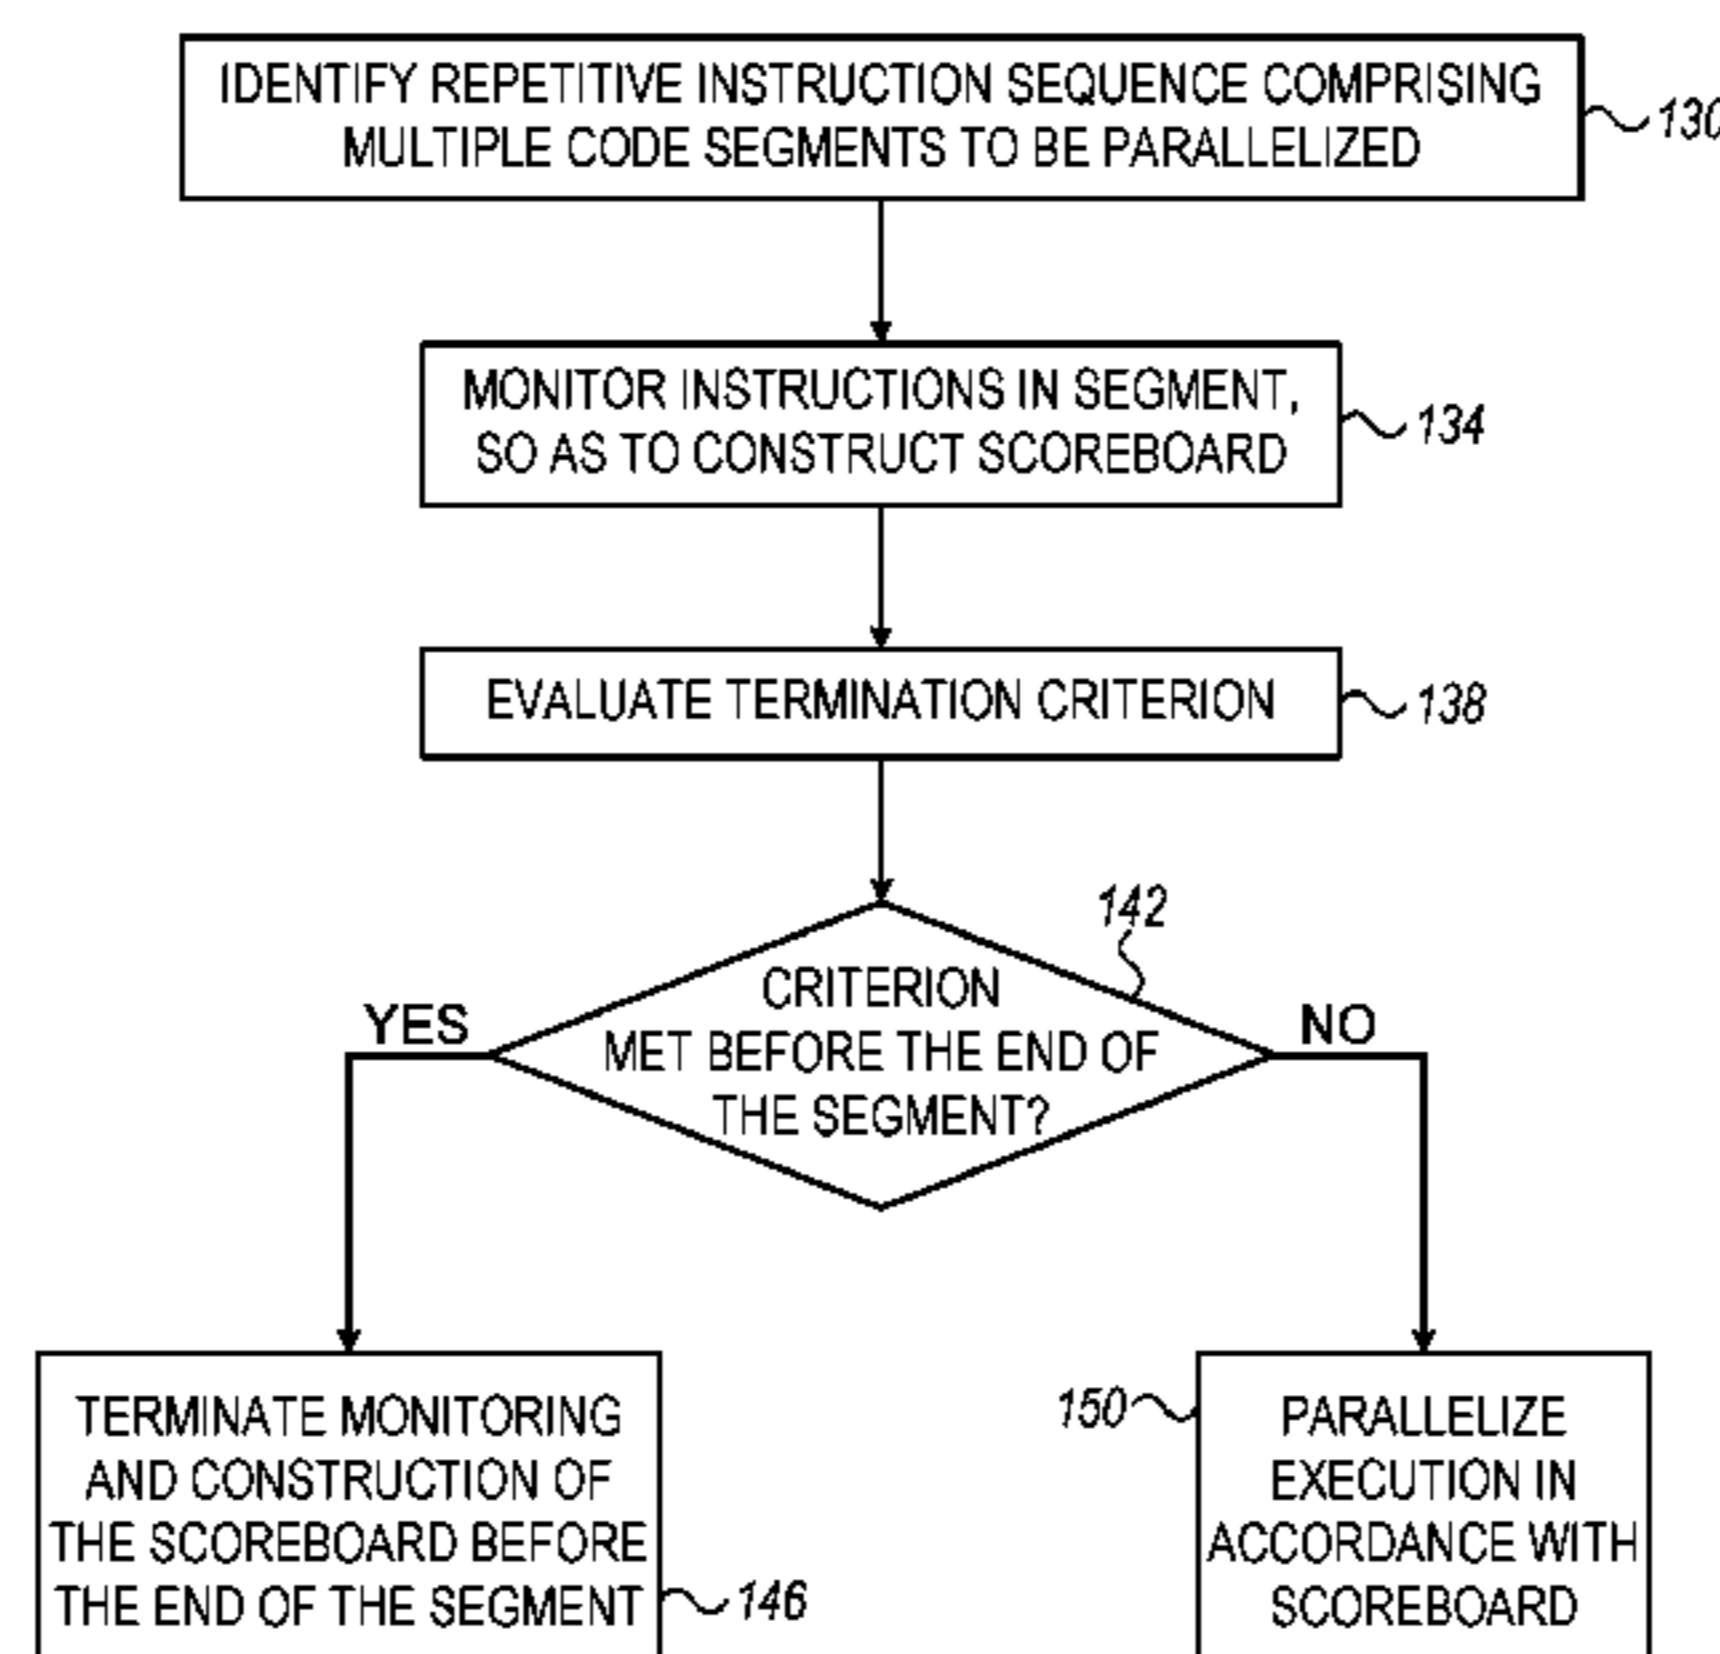 IDENTIFY REPETITIVE INSTRUCTION SEQUENCE COMPRISING
MULTIPLE CODE SEGMENTS TO BE PARALLELIZED
130
MONITOR INSTRUCTIONS IN SEGMENT,
SO AS TO CONSTRUCT SCOREBOARD
134
EVALUATE TERMINATION CRITERION
138
142
CRITERION
MET BEFORE THE END OF
THE SEGMENT?
YES
NO
TERMINATE MONITORING
AND CONSTRUCTION OF
THE SCOREBOARD BEFORE
THE END OF THE SEGMENT
146
150
PARALLELIZE
EXECUTION IN
ACCORDANCE WITH
SCOREBOARD